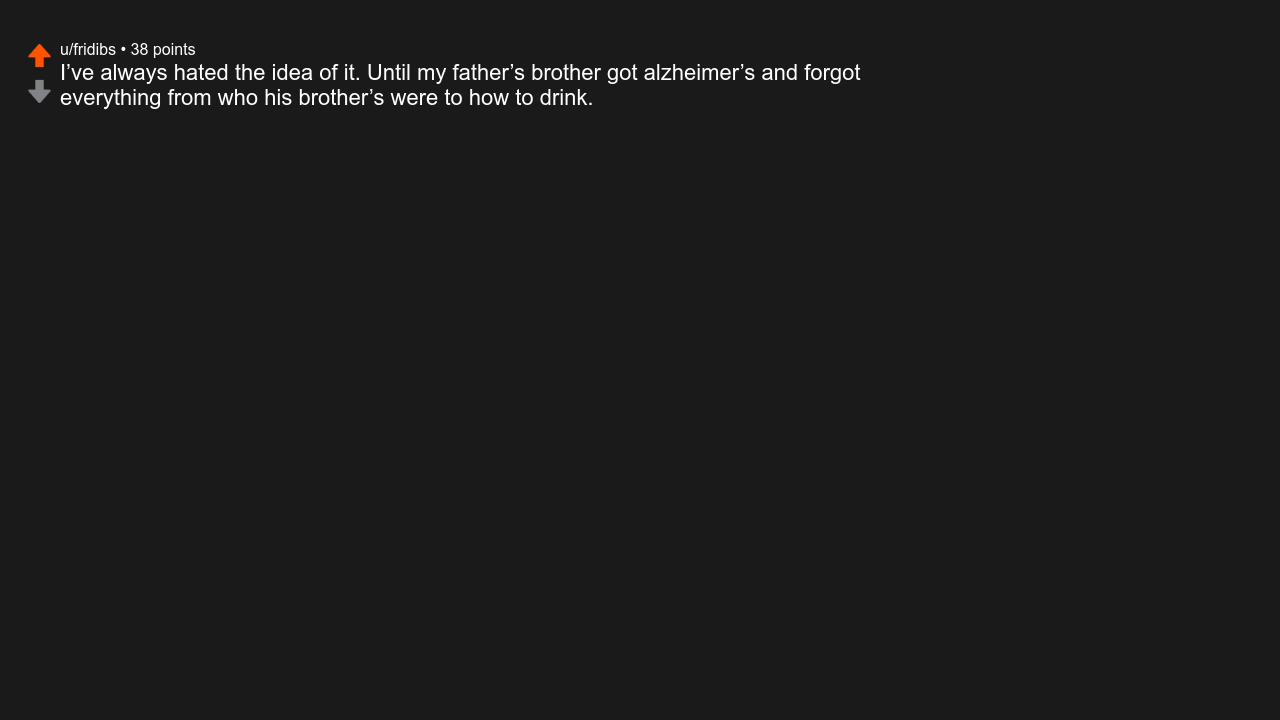 u/fridibs • 38 points
I’ve always hated the idea of it. Until my father’s brother got alzheimer’s and forgot
everything from who his brother’s were to how to drink.